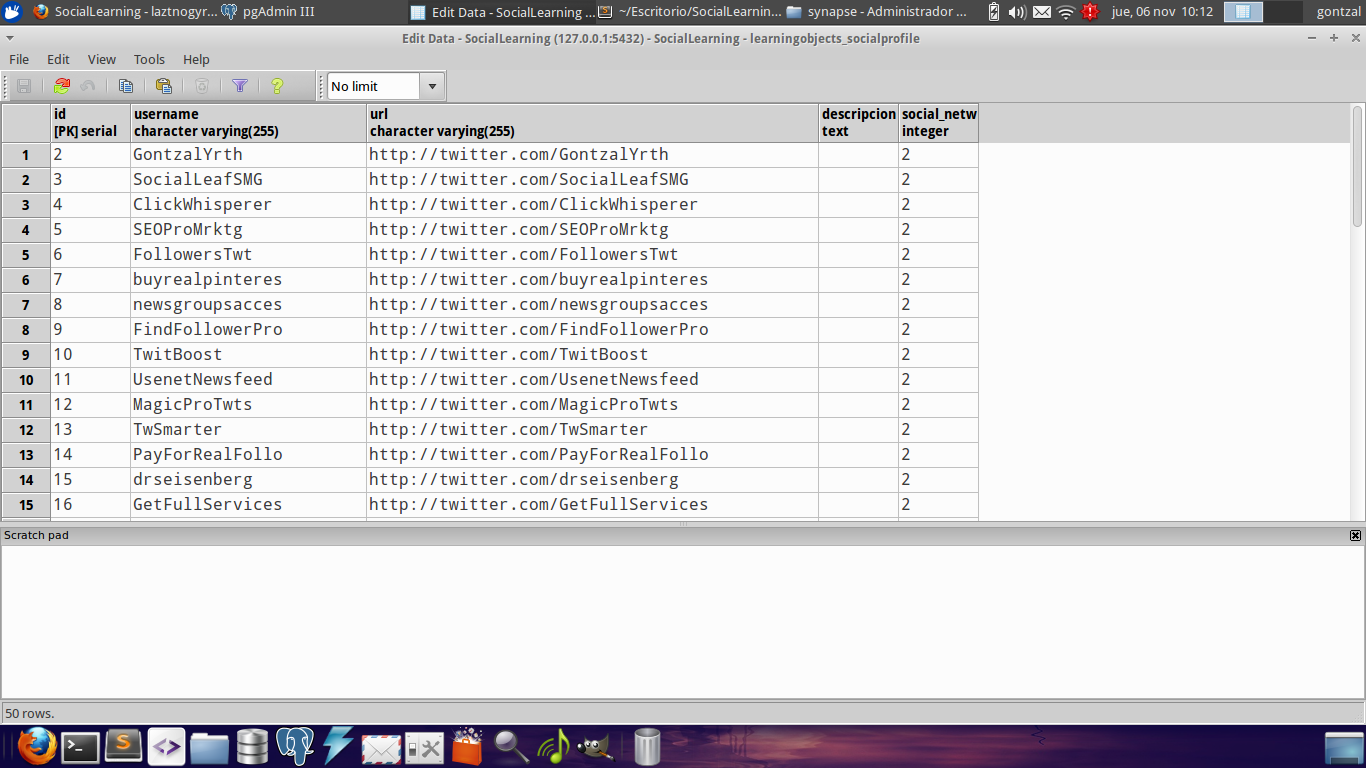 SocialLearning - laztnogyr... pgAdmin III Edit Data - SocialLearning ... ~/Escritorio/SocialLearnin... synapse - Administrador ... jue, 06 nov 10:12 gontzal
Edit Data - SocialLearning (127.0.0.1:5432) - SocialLearning - learningobjects_socialprofile
File Edit View Tools Help
No limit
id username url descripcion social_netw
[PK] serial character varying(255) character varying(255) text integer
1 2 GontzalYrth http://twitter.com/GontzalYrth 2
2 3 SocialLeafSMG http://twitter.com/SocialLeafSMG 2
3 4 ClickWhisperer http://twitter.com/ClickWhisperer 2
4 5 SEOProMrktg http://twitter.com/SEOProMrktg 2
5 6 FollowersTwt http://twitter.com/FollowersTwt 2
6 7 buyrealpinteres http://twitter.com/buyrealpinteres 2
7 8 newsgroupsacces http://twitter.com/newsgroupsacces 2
8 9 FindFollowerPro http://twitter.com/FindFollowerPro 2
9 10 TwitBoost http://twitter.com/TwitBoost 2
10 11 UsenetNewsfeed http://twitter.com/UsenetNewsfeed 2
11 12 MagicProTwts http://twitter.com/MagicProTwts 2
12 13 TwSmarter http://twitter.com/TwSmarter 2
13 14 PayForRealFollo http://twitter.com/PayForRealFollo 2
14 15 drseisenberg http://twitter.com/drseisenberg 2
15 16 GetFullServices http://twitter.com/GetFullServices 2
Scratch pad
50 rows.